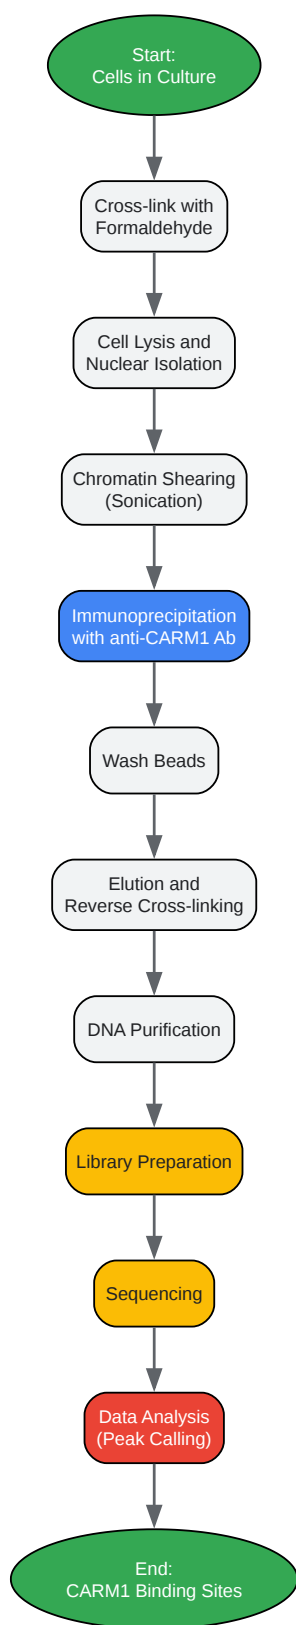 Start:
Cells in Culture
Cross-link with
Formaldehyde
Cell Lysis and
Nuclear Isolation
Chromatin Shearing
(Sonication)
Immunoprecipitation
with anti-CARM1 Ab
Wash Beads
Elution and
Reverse Cross-linking
DNA Purification
Library Preparation
Sequencing
Data Analysis
(Peak Calling)
End:
CARM1 Binding Sites